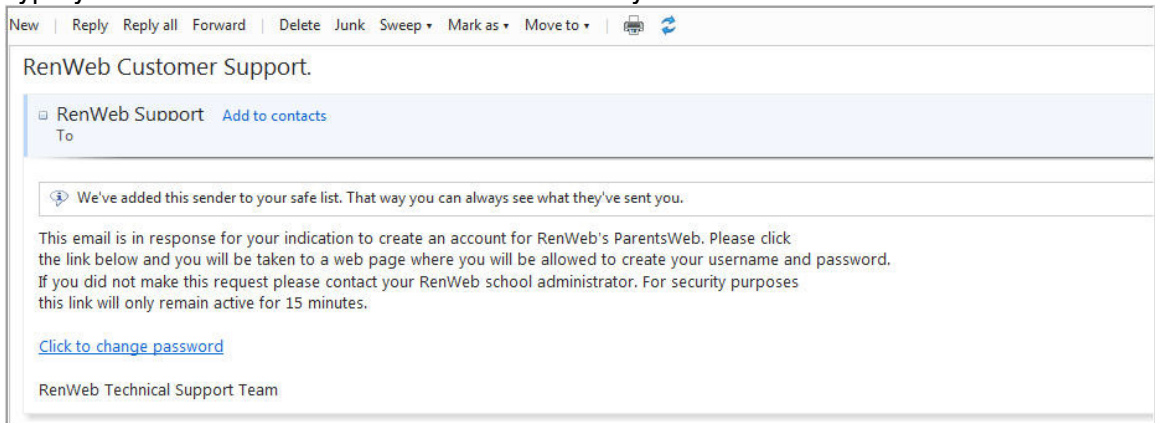 New | Reply Reply all Forward | Delete Junk Sweep ▾ Mark as ▾ Move to ▾ |
RenWeb Customer Support.
RenWeb Support Add to contacts
To
We've added this sender to your safe list. That way you can always see what they've sent you.
This email is in response for your indication to create an account for RenWeb's ParentsWeb. Please click
the link below and you will be taken to a web page where you will be allowed to create your username and password.
If you did not make this request please contact your RenWeb school administrator. For security purposes
this link will only remain active for 15 minutes.
Click to change password
RenWeb Technical Support Team